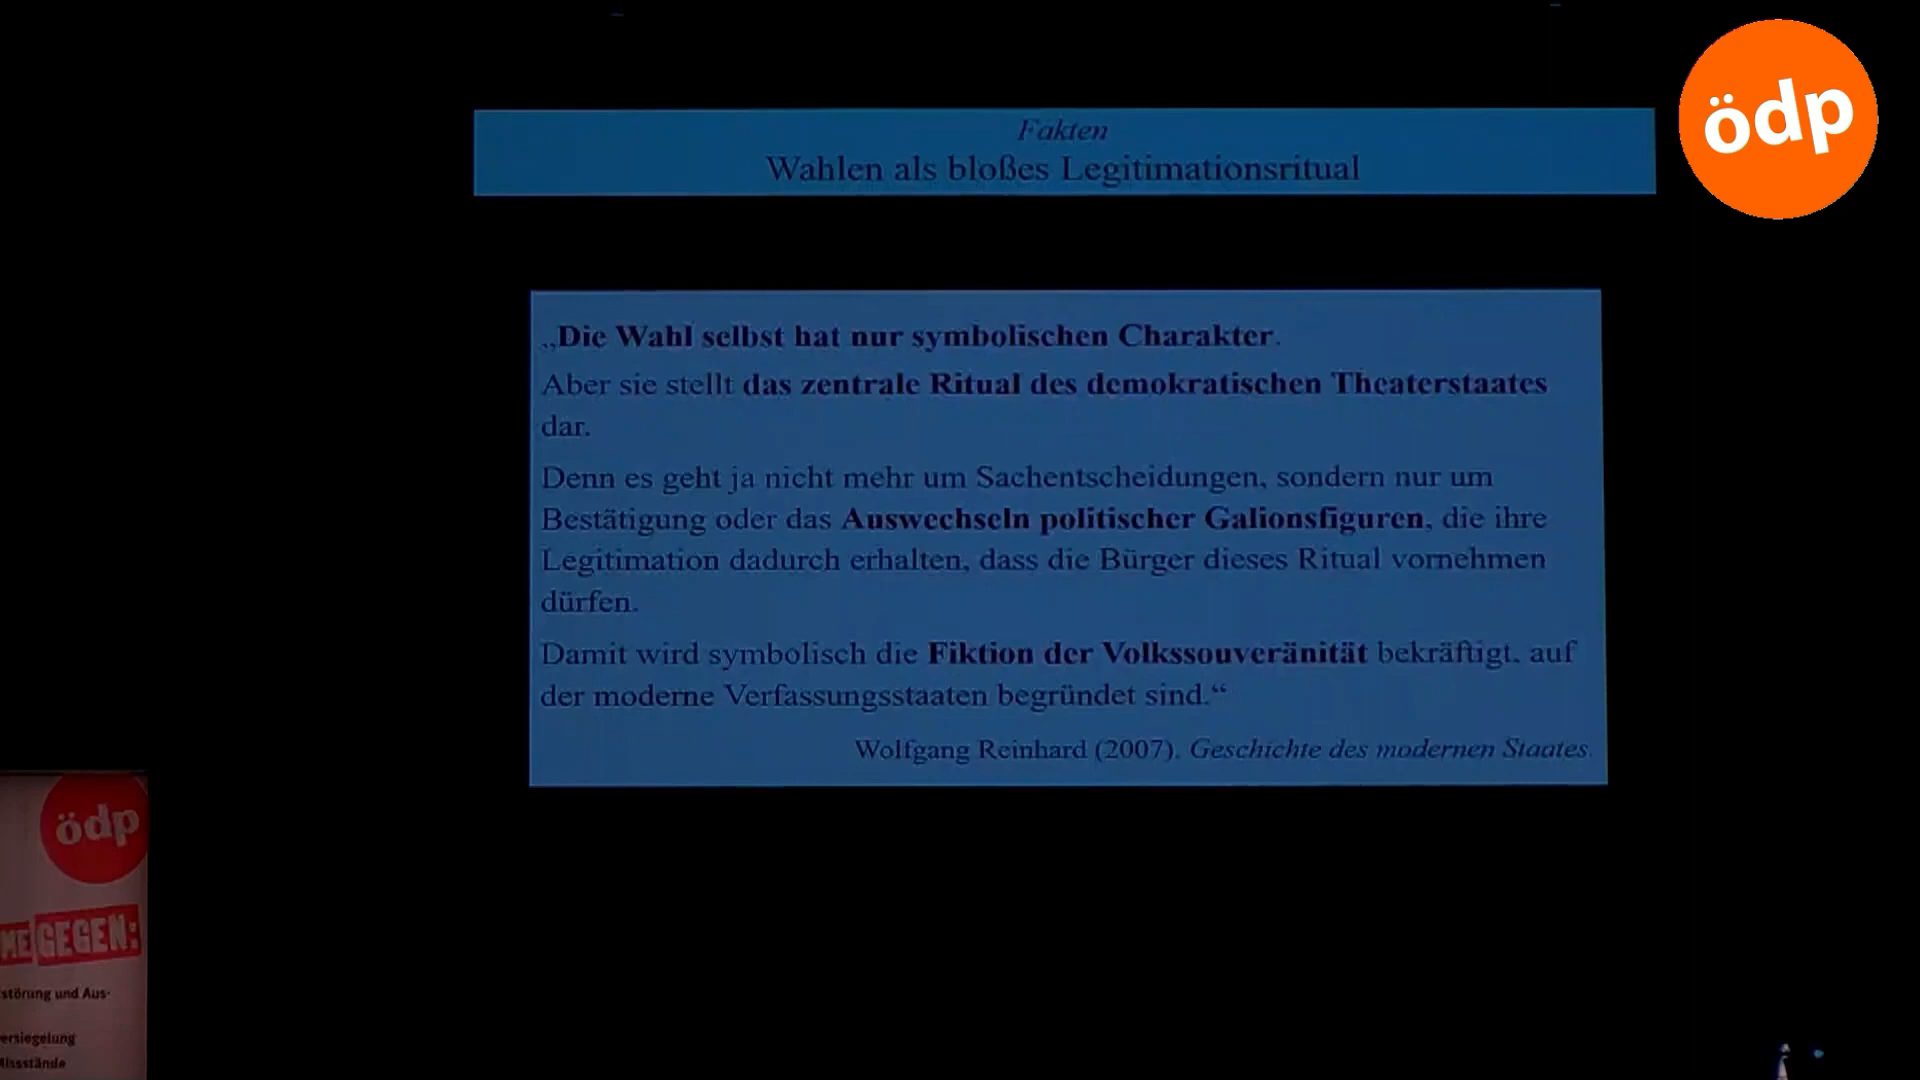 ödp
Fakten
Wahlen als bloßes Legitimationsritual
„Die Wahl selbst hat nur symbolischen Charakter.
Aber sie stellt das zentrale Ritual des demokratischen Theaterstaates
dar.
Denn es geht ja nicht mehr um Sachentscheidungen, sondern nur um
Bestätigung oder das Auswechseln politischer Galionsfiguren, die ihre
Legitimation dadurch erhalten, dass die Bürger dieses Ritual vornehmen
dürfen.
Damit wird symbolisch die Fiktion der Volkssouveränität bekräftigt, auf
der moderne Verfassungsstaaten begründet sind.“
Wolfgang Reinhard (2007). Geschichte des modernen Staates.
ödp
ME GEGEN:
störung und Aus-
ersiegelung
Missstände